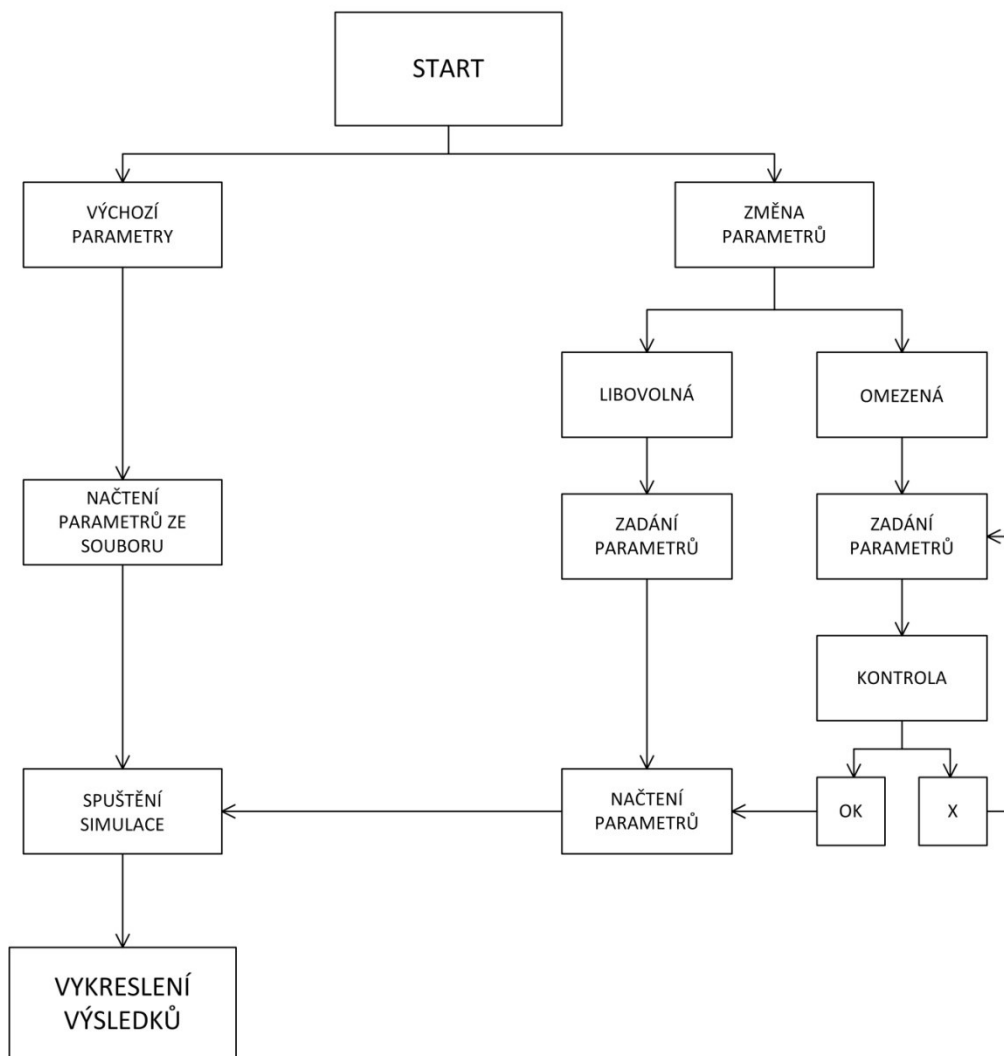 START
VÝCHOZÍ
PARAMETRY
ZMĚNA
PARAMETRŮ
LIBOVOLNÁ
OMEZENÁ
NAČTENÍ
PARAMETRŮ ZE
SOUBORU
ZADÁNÍ
PARAMETRŮ
ZADÁNÍ
PARAMETRŮ
KONTROLA
SPUŠTĚNÍ
SIMULACE
NAČTENÍ
PARAMETRŮ
OK
X
VYKRESLENÍ
VÝSLEDKŮ